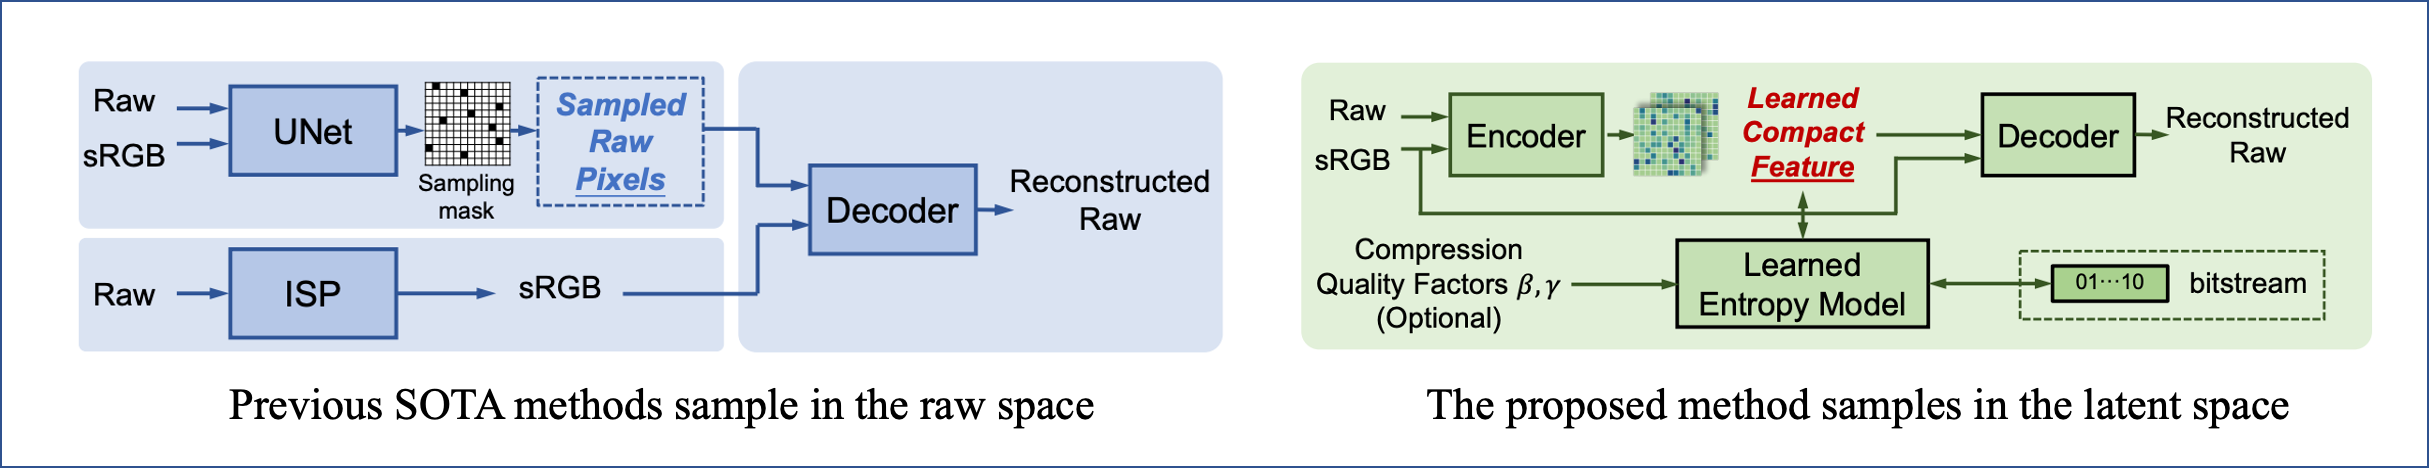 Raw
sRGB
UNet
Sampling
mask
Sampled
Raw
Pixels
Raw
ISP
sRGB
Decoder
Reconstructed
Raw
Previous SOTA methods sample in the raw space
Raw
sRGB
Encoder
Learned
Compact
Feature
Decoder
Reconstructed
Raw
Compression
Quality Factors β,γ
(Optional)
Learned
Entropy Model
01···10
bitstream
The proposed method samples in the latent space